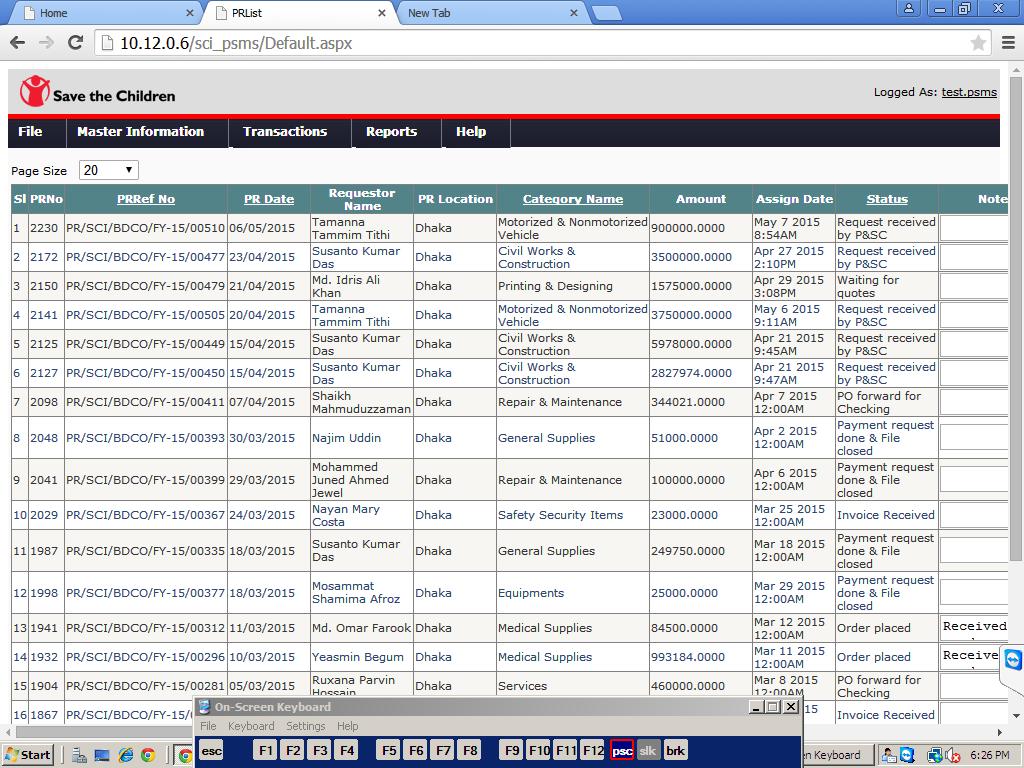 Home
PRList
New Tab
10.12.0.6/sci_psms/Default.aspx
Save the Children
Logged As: test.psms
File Master Information Transactions Reports Help
Page Size 20
Sl PRNo PRRef No PR Date Requestor Name PR Location Category Name Amount Assign Date Status Note
1 2230 PR/SCI/BDCO/FY-15/00510 06/05/2015 Tamanna Tammim Tithi Dhaka Motorized & Nonmotorized Vehicle 900000.0000 May 7 2015 8:54AM Request received by P&SC
2 2172 PR/SCI/BDCO/FY-15/00477 23/04/2015 Susanto Kumar Das Dhaka Civil Works & Construction 3500000.0000 Apr 27 2015 2:10PM Request received by P&SC
3 2150 PR/SCI/BDCO/FY-15/00479 21/04/2015 Md. Idris Ali Khan Dhaka Printing & Designing 1575000.0000 Apr 29 2015 3:08PM Waiting for quotes
4 2141 PR/SCI/BDCO/FY-15/00505 20/04/2015 Tamanna Tammim Tithi Dhaka Motorized & Nonmotorized Vehicle 3750000.0000 May 6 2015 9:11AM Request received by P&SC
5 2125 PR/SCI/BDCO/FY-15/00449 15/04/2015 Susanto Kumar Das Dhaka Civil Works & Construction 5978000.0000 Apr 21 2015 9:45AM Request received by P&SC
6 2127 PR/SCI/BDCO/FY-15/00450 15/04/2015 Susanto Kumar Das Dhaka Civil Works & Construction 2827974.0000 Apr 21 2015 9:47AM Request received by P&SC
7 2098 PR/SCI/BDCO/FY-15/00411 07/04/2015 Shaikh Mahmuduzzaman Dhaka Repair & Maintenance 344021.0000 Apr 7 2015 12:00AM PO forward for Checking
8 2048 PR/SCI/BDCO/FY-15/00393 30/03/2015 Najim Uddin Dhaka General Supplies 51000.0000 Apr 2 2015 12:00AM Payment request done & File closed
9 2041 PR/SCI/BDCO/FY-15/00399 29/03/2015 Mohammed Juned Ahmed Jewel Dhaka Repair & Maintenance 100000.0000 Apr 6 2015 12:00AM Payment request done & File closed
10 2029 PR/SCI/BDCO/FY-15/00367 24/03/2015 Nayan Mary Costa Dhaka Safety Security Items 23000.0000 Mar 25 2015 12:00AM Invoice Received
11 1987 PR/SCI/BDCO/FY-15/00335 18/03/2015 Susanto Kumar Das Dhaka General Supplies 249750.0000 Mar 18 2015 12:00AM Payment request done & File closed
12 1998 PR/SCI/BDCO/FY-15/00377 18/03/2015 Mosammat Shamima Afroz Dhaka Equipments 25000.0000 Mar 29 2015 12:00AM Payment request done & File closed
13 1941 PR/SCI/BDCO/FY-15/00312 11/03/2015 Md. Omar Farook Dhaka Medical Supplies 84500.0000 Mar 12 2015 12:00AM Order placed Received
14 1932 PR/SCI/BDCO/FY-15/00296 10/03/2015 Yeasmin Begum Dhaka Medical Supplies 993184.0000 Mar 11 2015 12:00AM Order placed Receive
15 1904 PR/SCI/BDCO/FY-15/00281 05/03/2015 Ruxana Parvin Hossain Dhaka Services 460000.0000 Mar 8 2015 12:00AM PO forward for Checking
16 1867 PR/SCI/BDCO/FY-15/ 15 Invoice Received
On-Screen Keyboard
File Keyboard Settings Help
esc F1 F2 F3 F4 F5 F6 F7 F8 F9 F10 F11 F12 psc slk brk
Start
n Keyboard
6:26 PM